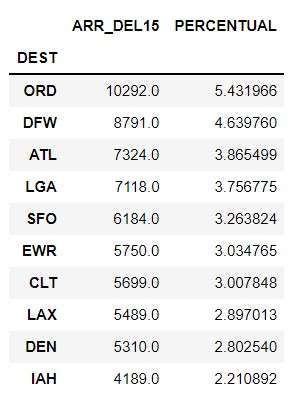 ARR_DEL15 PERCENTUAL
DEST
ORD 10292.0 5.431966
DFW 8791.0 4.639760
ATL 7324.0 3.865499
LGA 7118.0 3.756775
SFO 6184.0 3.263824
EWR 5750.0 3.034765
CLT 5699.0 3.007848
LAX 5489.0 2.897013
DEN 5310.0 2.802540
IAH 4189.0 2.210892